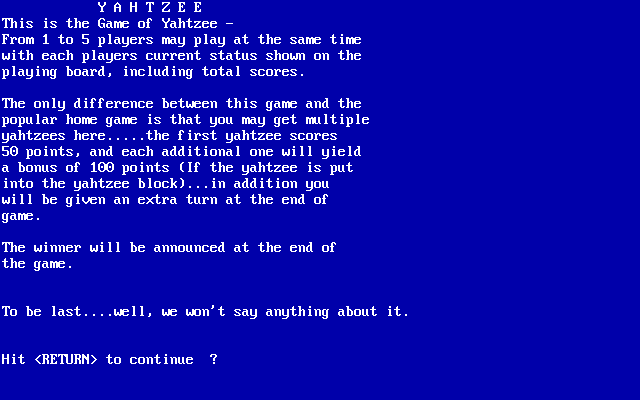 Y A H T Z E E
This is the Game of Yahtzee -
From 1 to 5 players may play at the same time
with each players current status shown on the
playing board, including total scores.
The only difference between this game and the
popular home game is that you may get multiple
yahtzees here.....the first yahtzee scores
50 points, and each additional one will yield
a bonus of 100 points (If the yahtzee is put
into the yahtzee block)...in addition you
will be given an extra turn at the end of
game.
The winner will be announced at the end of
the game.
To be last....well, we won't say anything about it.
Hit <RETURN> to continue  ?